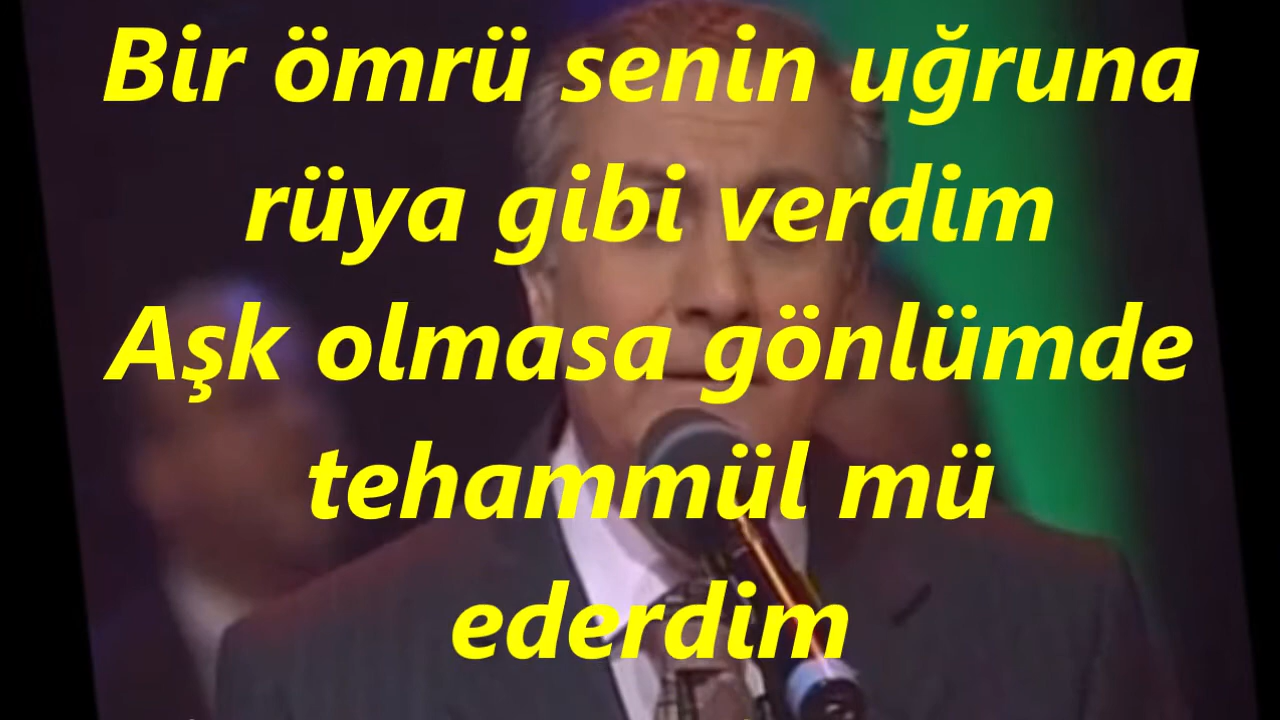 Bir ömrü senin uğruna
rüya gibi verdim
Aşk olmasa gönlümde
tehammül mü
ederdim